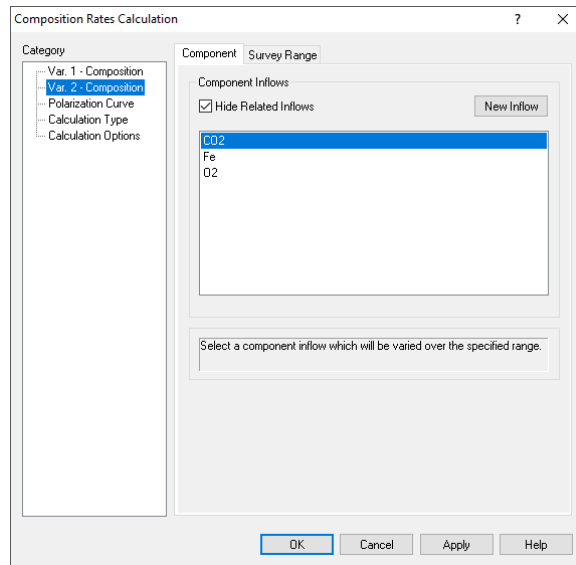 Composition Rates Calculation
? X
Category
Var. 1 - Composition
Var. 2 - Composition
Polarization Curve
Calculation Type
Calculation Options
Component Survey Range
Component Inflows
Hide Related Inflows New Inflow
CO2
Fe
O2
Select a component inflow which will be varied over the specified range.
OK Cancel Apply Help